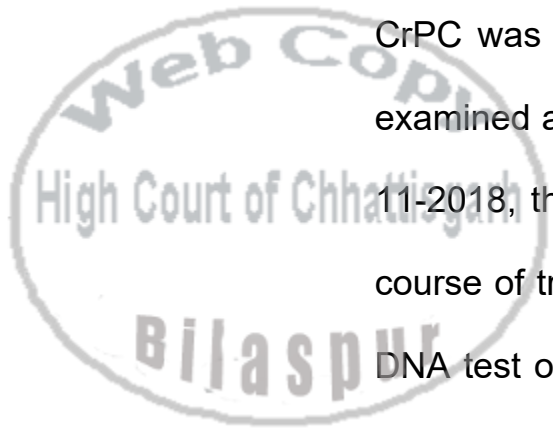 CrPC was
examined a
11-2018, th
course of tr
DNA test o
Web Copy
High Court of Chhattisgarh
Bilaspur